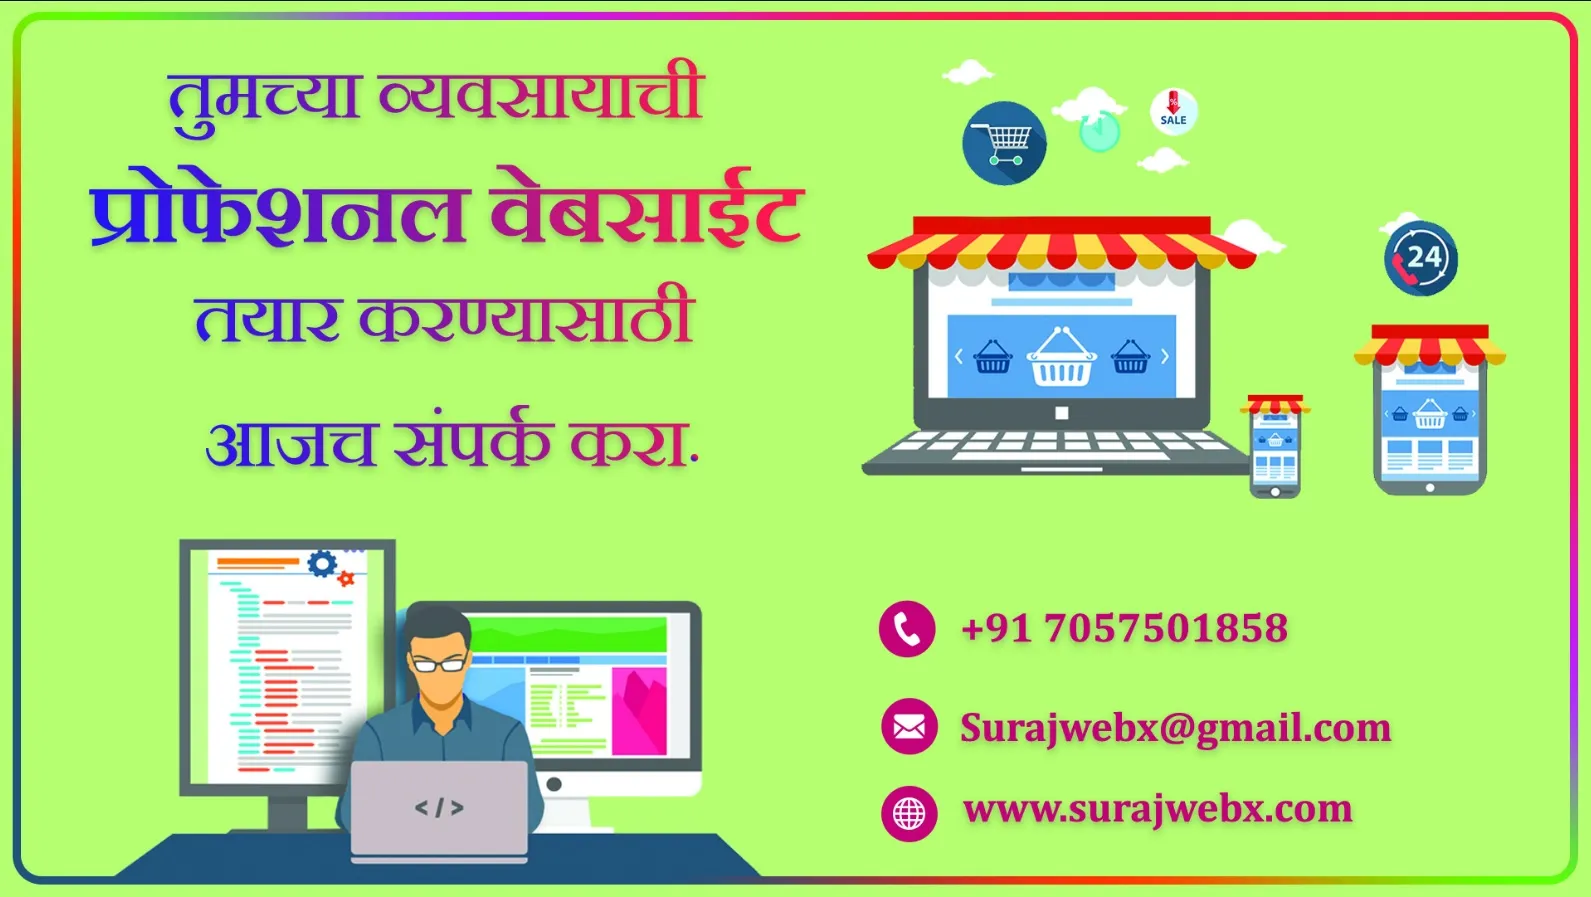 तुमच्या व्यवसायाची
प्रोफेशनल वेबसाईट
तयार करण्यासाठी
आजच संपर्क करा.
%
SALE
24
</>
+91 7057501858
Surajwebx@gmail.com
www.surajwebx.com